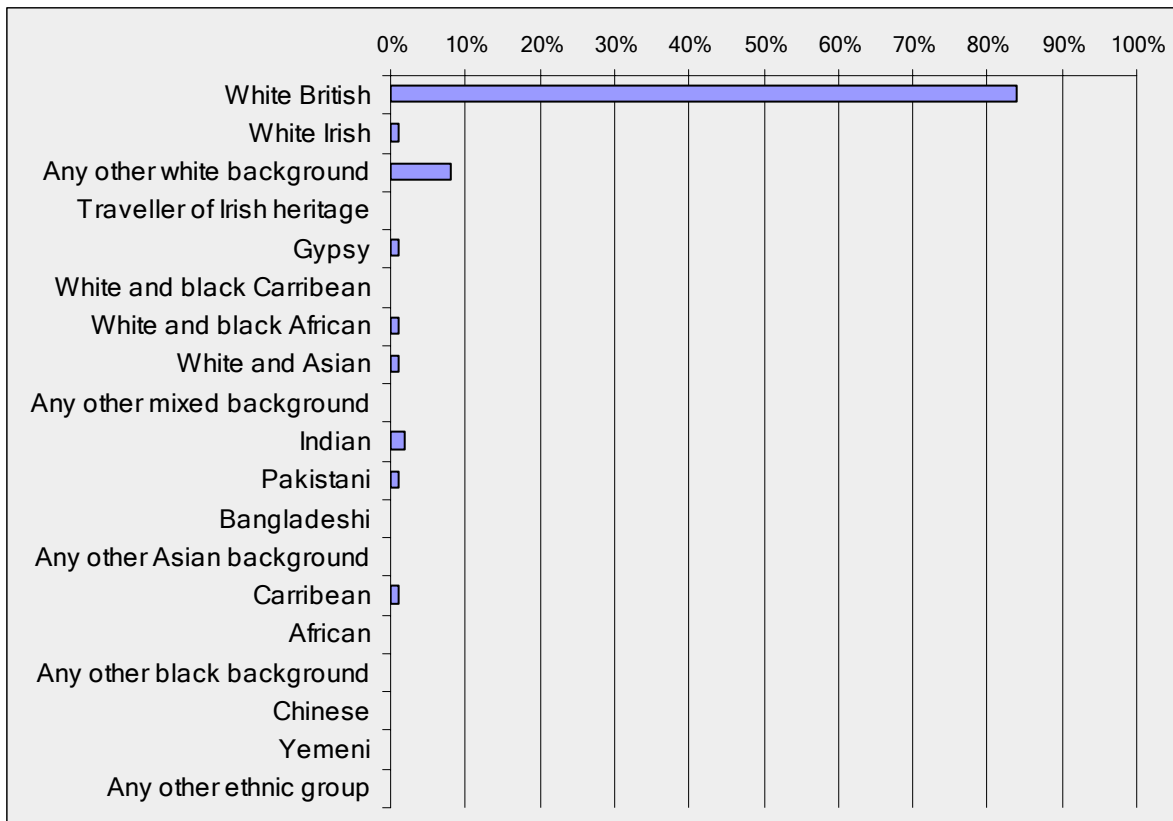 0% 10% 20% 30% 40% 50% 60% 70% 80% 90% 100%
White British
White Irish
Any other white background
Traveller of Irish heritage
Gypsy
White and black Carribean
White and black African
White and Asian
Any other mixed background
Indian
Pakistani
Bangladeshi
Any other Asian background
Carribean
African
Any other black background
Chinese
Yemeni
Any other ethnic group